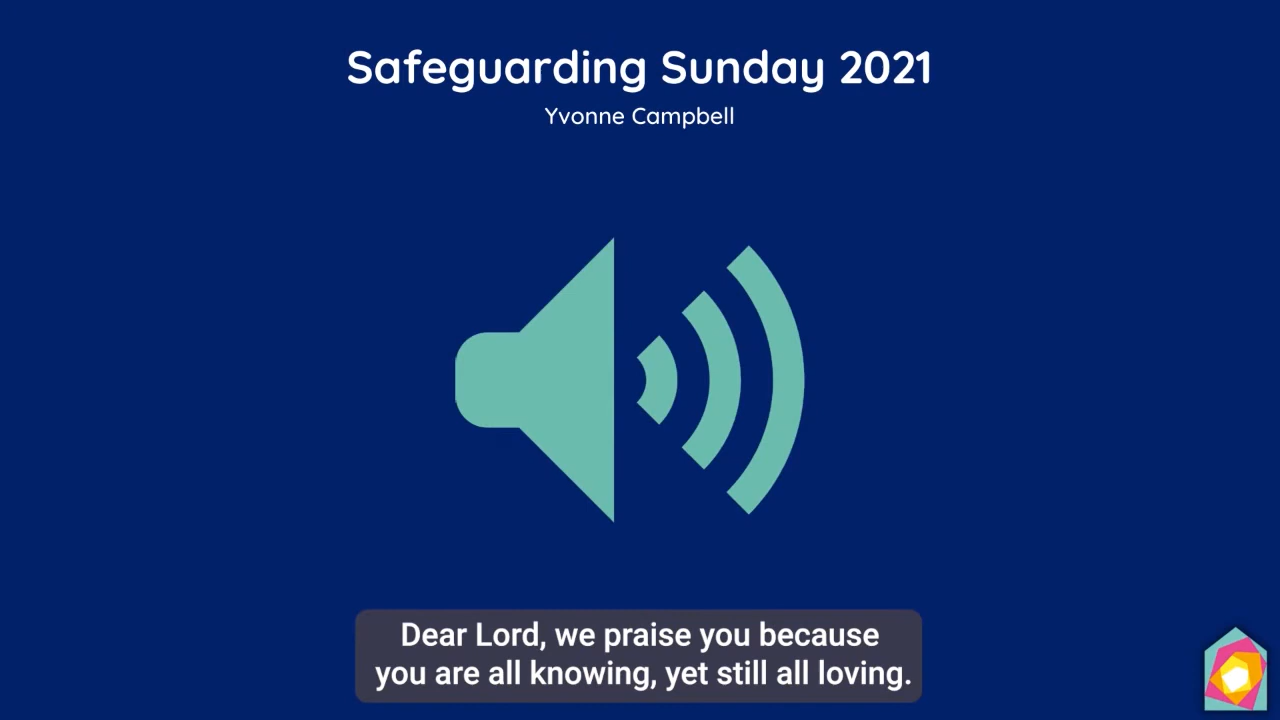 Safeguarding Sunday 2021
Yvonne Campbell
Dear Lord, we praise you because
you are all knowing, yet still all loving.